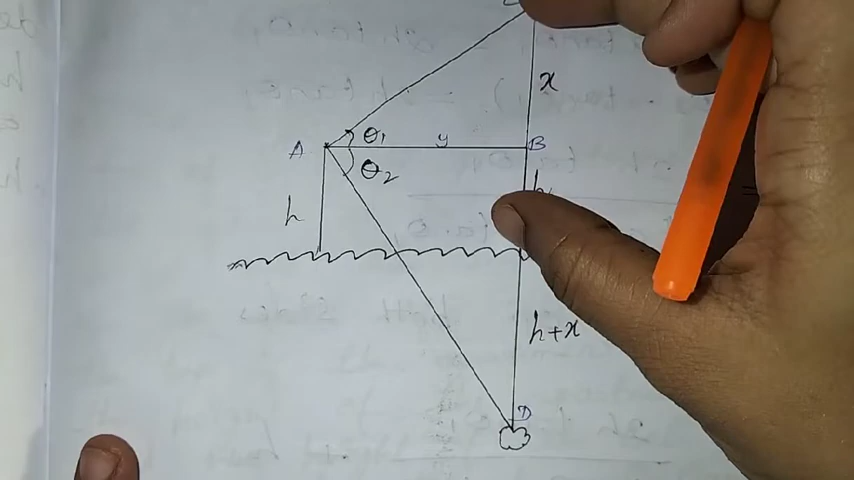 x
A θ₁ y B
θ₂
h h
h+x
D